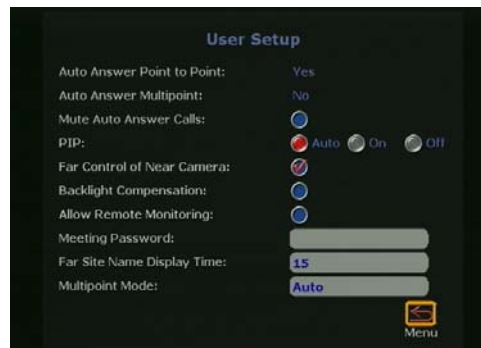 User Setup
Auto Answer Point to Point: Yes
Auto Answer Multipoint: No
Mute Auto Answer Calls:
PIP: Auto On Off
Far Control of Near Camera:
Backlight Compensation:
Allow Remote Monitoring:
Meeting Password:
Far Site Name Display Time: 15
Multipoint Mode: Auto
Menu